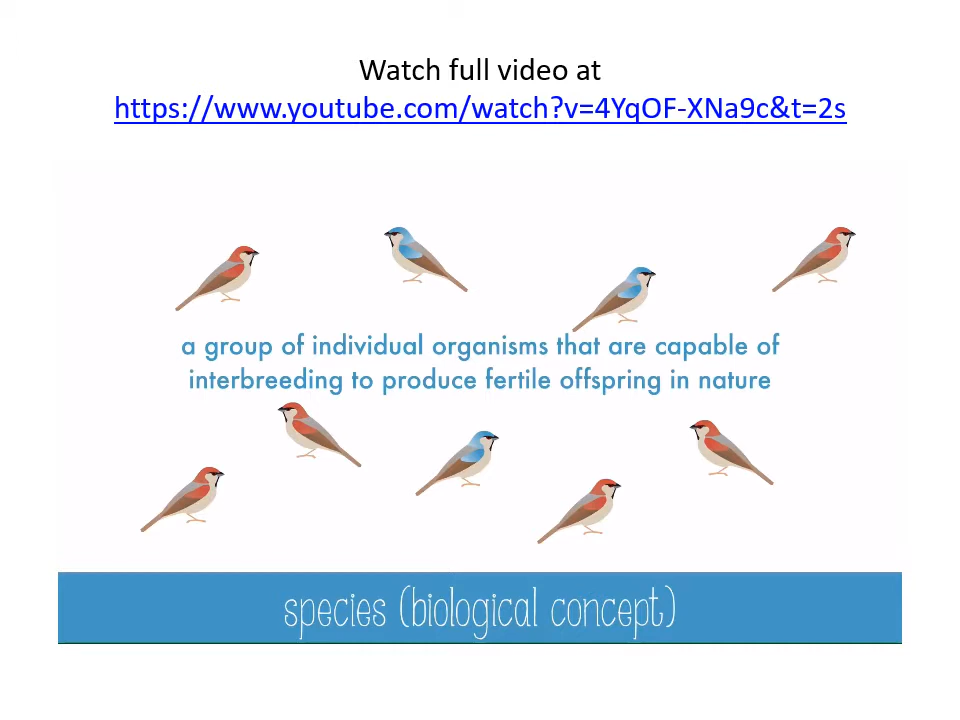 Watch full video at
https://www.youtube.com/watch?v=4YqOF-XNa9c&t=2s
a group of individual organisms that are capable of
interbreeding to produce fertile offspring in nature
species (biological concept)